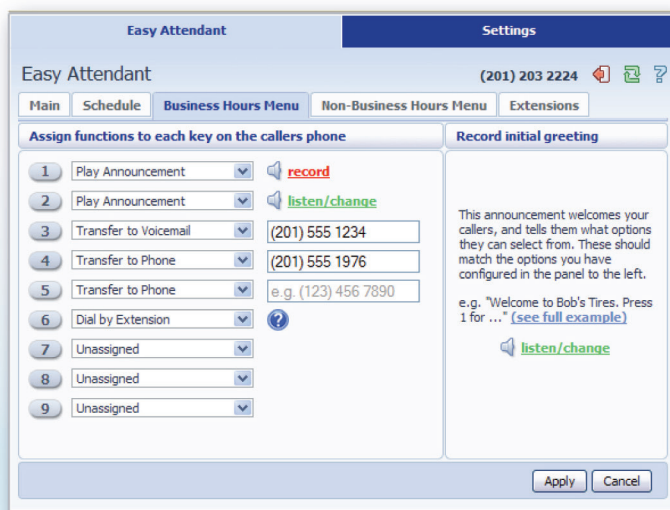 Easy Attendant
Settings
Easy Attendant
(201) 203 2224 ?
Main Schedule Business Hours Menu Non-Business Hours Menu Extensions
Assign functions to each key on the callers phone
1 Play Announcement record
2 Play Announcement listen/change
3 Transfer to Voicemail (201) 555 1234
4 Transfer to Phone (201) 555 1976
5 Transfer to Phone e.g. (123) 456 7890
6 Dial by Extension ?
7 Unassigned
8 Unassigned
9 Unassigned
Record initial greeting
This announcement welcomes your
callers, and tells them what options
they can select from. These should
match the options you have
configured in the panel to the left.
e.g. "Welcome to Bob's Tires. Press
1 for ..." (see full example)
listen/change
Apply Cancel